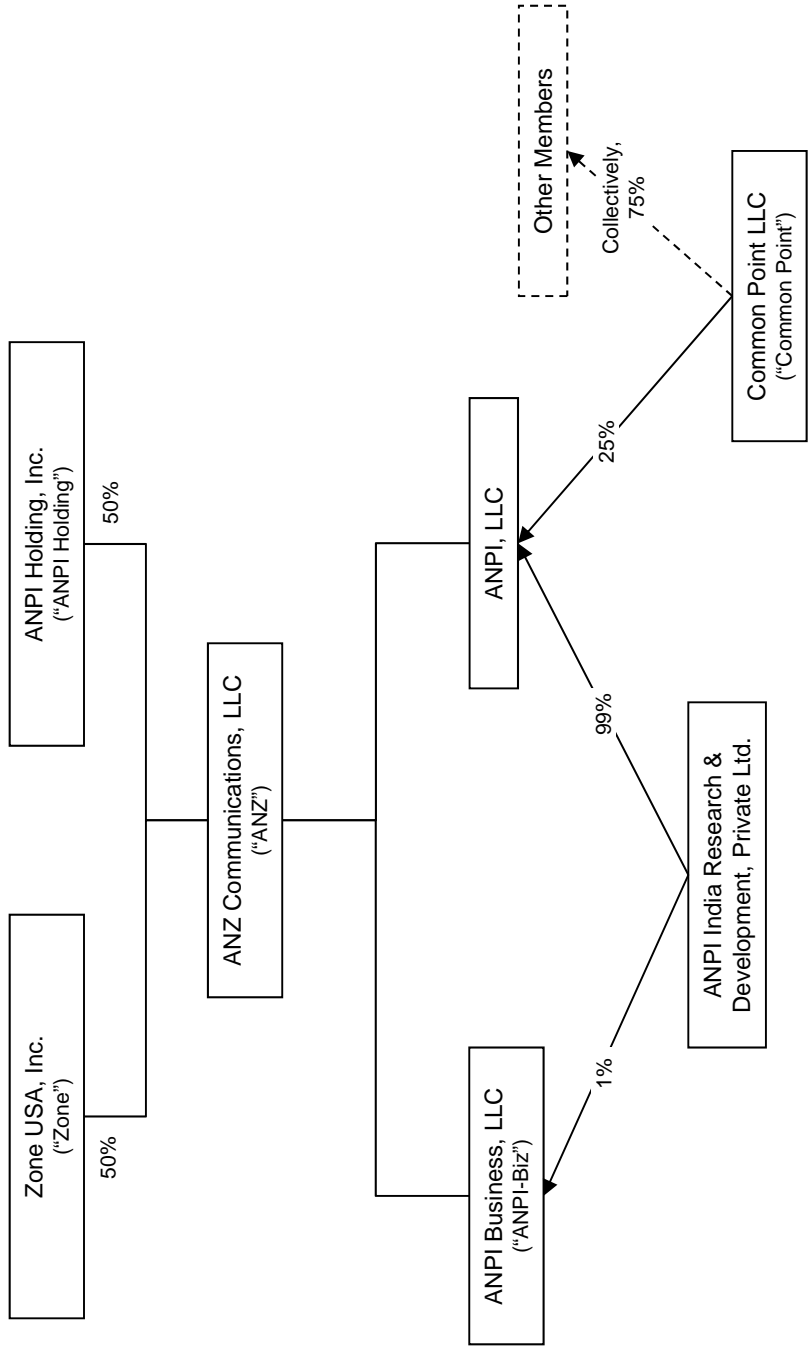 Zone USA, Inc.
("Zone")
50%
ANPI Holding, Inc.
("ANPI Holding")
50%
ANZ Communications, LLC
("ANZ")
ANPI Business, LLC
("ANPI-Biz")
ANPI, LLC
Other Members
1%
99%
25%
Collectively,
75%
ANPI India Research &
Development, Private Ltd.
Common Point LLC
("Common Point")